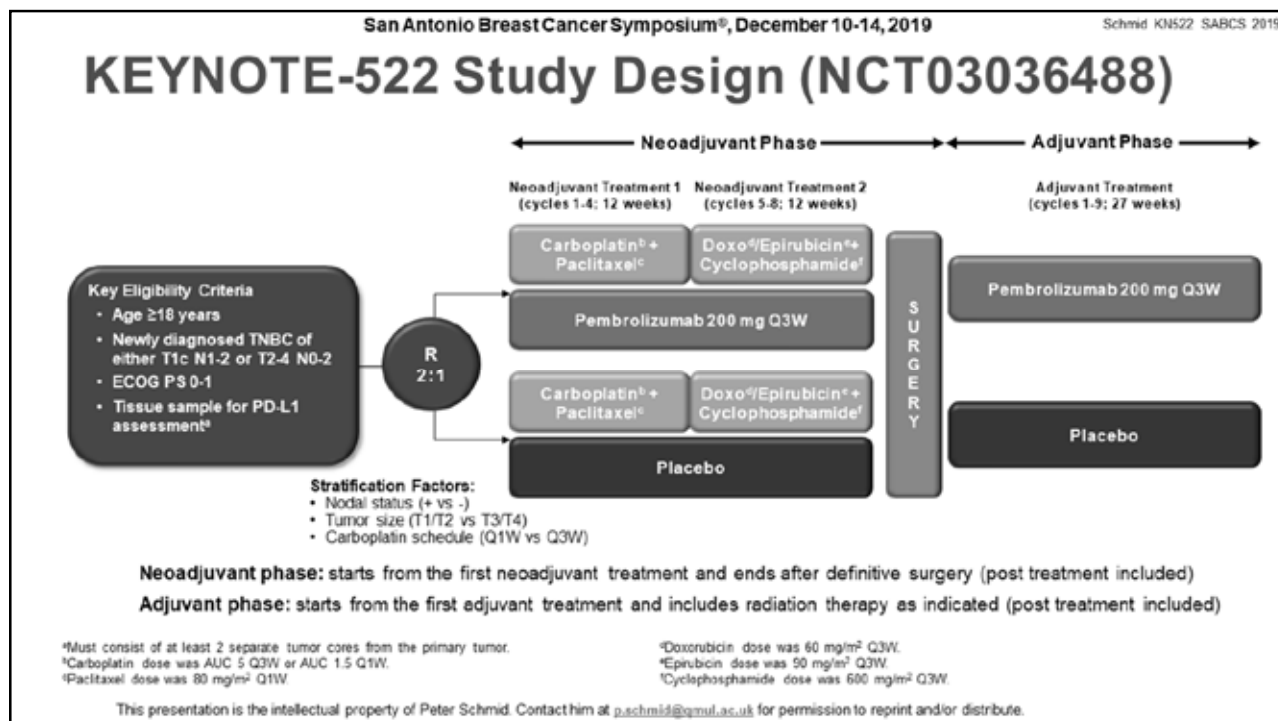 San Antonio Breast Cancer Symposium®, December 10-14, 2019
Schmid KN522 SABCS 2019
KEYNOTE-522 Study Design (NCT03036488)
Neoadjuvant Phase
Adjuvant Phase
Neoadjuvant Treatment 1
(cycles 1-4; 12 weeks)
Neoadjuvant Treatment 2
(cycles 5-8; 12 weeks)
Adjuvant Treatment
(cycles 1-9; 27 weeks)
Key Eligibility Criteria
• Age ≥18 years
• Newly diagnosed TNBC of
either T1c N1-2 or T2-4 N0-2
• ECOG PS 0-1
• Tissue sample for PD-L1
assessmentᵃ
R
2:1
Carboplatinᵇ +
Paclitaxelᶜ
Doxoᵈ/Epirubicinᵉ +
Cyclophosphamideᶠ
Pembrolizumab 200 mg Q3W
Carboplatinᵇ +
Paclitaxelᶜ
Doxoᵈ/Epirubicinᵉ +
Cyclophosphamideᶠ
Placebo
SURGERY
Pembrolizumab 200 mg Q3W
Placebo
Stratification Factors:
• Nodal status (+ vs -)
• Tumor size (T1/T2 vs T3/T4)
• Carboplatin schedule (Q1W vs Q3W)
Neoadjuvant phase: starts from the first neoadjuvant treatment and ends after definitive surgery (post treatment included)
Adjuvant phase: starts from the first adjuvant treatment and includes radiation therapy as indicated (post treatment included)
ᵃMust consist of at least 2 separate tumor cores from the primary tumor.
ᵇCarboplatin dose was AUC 5 Q3W or AUC 1.5 Q1W.
ᶜPaclitaxel dose was 80 mg/m² Q1W.
ᵈDoxorubicin dose was 60 mg/m² Q3W.
ᵉEpirubicin dose was 90 mg/m² Q3W.
ᶠCyclophosphamide dose was 600 mg/m² Q3W.
This presentation is the intellectual property of Peter Schmid. Contact him at p.schmid@qmul.ac.uk for permission to reprint and/or distribute.